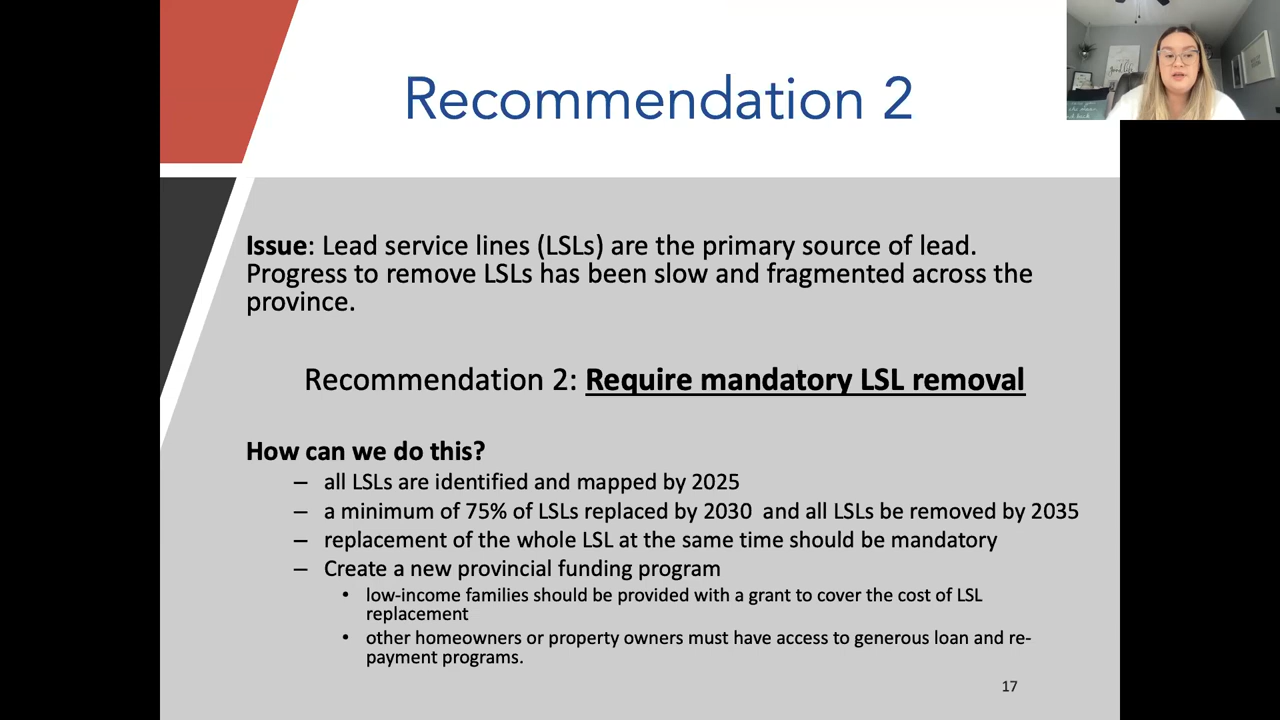 Recommendation 2
Issue: Lead service lines (LSLs) are the primary source of lead.
Progress to remove LSLs has been slow and fragmented across the
province.
Recommendation 2: Require mandatory LSL removal
How can we do this?
– all LSLs are identified and mapped by 2025
– a minimum of 75% of LSLs replaced by 2030 and all LSLs be removed by 2035
– replacement of the whole LSL at the same time should be mandatory
– Create a new provincial funding program
• low-income families should be provided with a grant to cover the cost of LSL
replacement
• other homeowners or property owners must have access to generous loan and re-
payment programs.
17